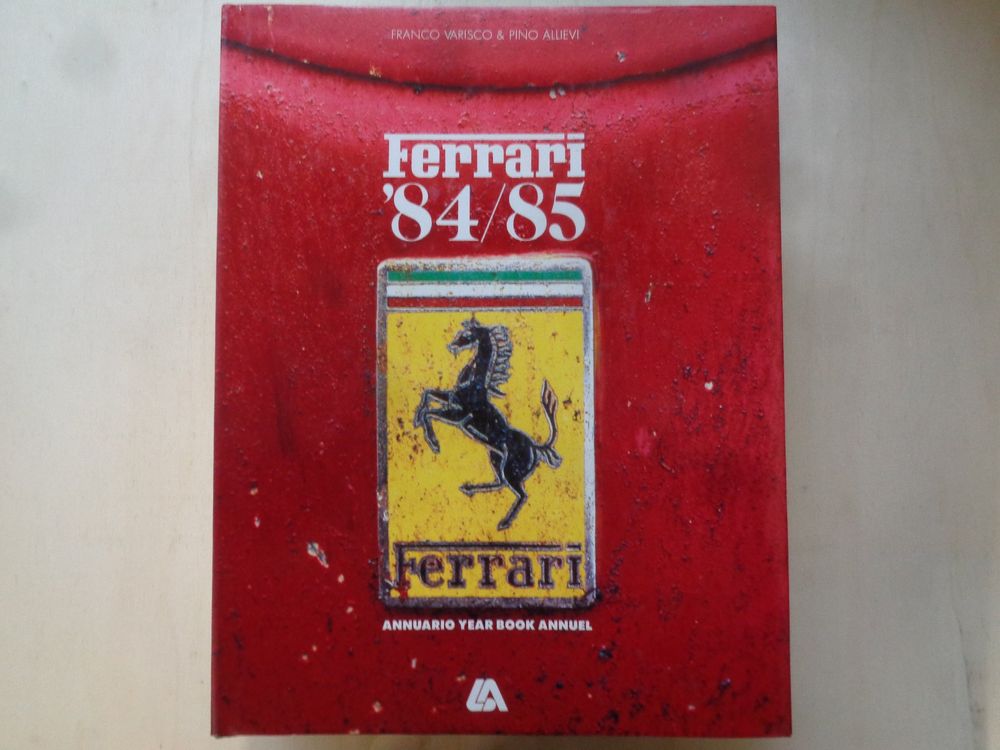 FRANCO VARISCO & PINO ALLIEVI
Ferrari
'84/85
Ferrari
ANNUARIO YEAR BOOK ANNUEL
LA